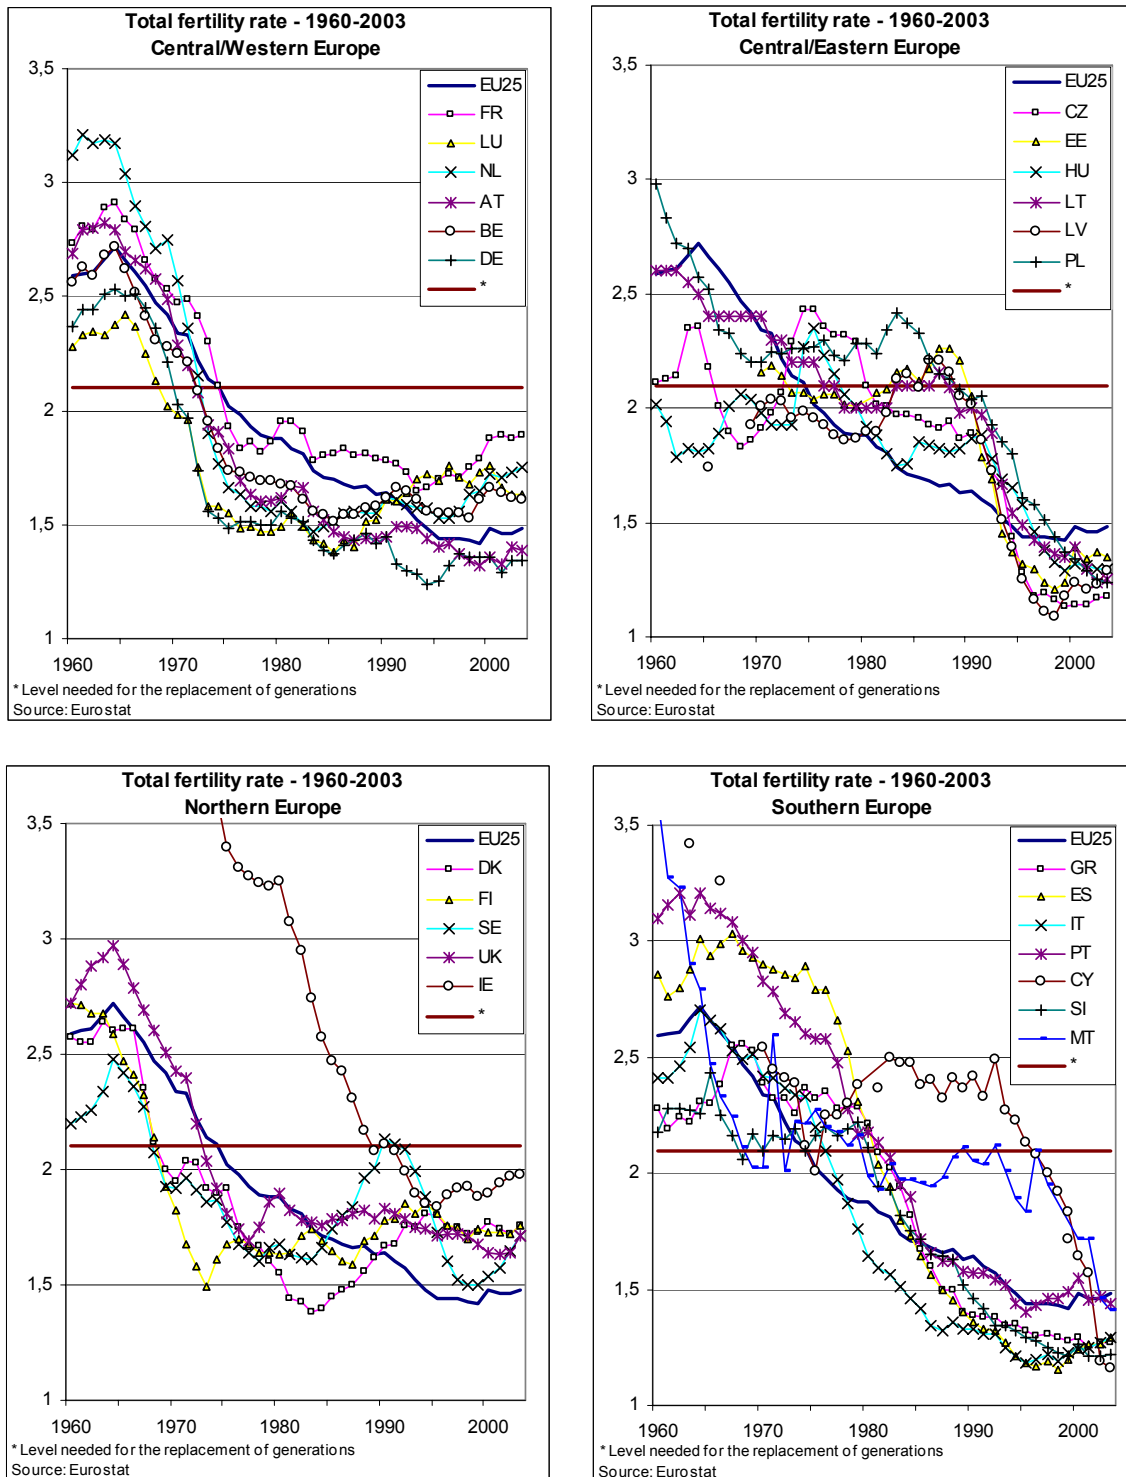 Total fertility rate - 1960-2003
Central/Western Europe
3,5
3
2,5
2
1,5
1
1960 1970 1980 1990 2000
EU25
FR
LU
NL
AT
BE
DE
*
* Level needed for the replacement of generations
Source: Eurostat
Total fertility rate - 1960-2003
Central/Eastern Europe
3,5
3
2,5
2
1,5
1
1960 1970 1980 1990 2000
EU25
CZ
EE
HU
LT
LV
PL
*
* Level needed for the replacement of generations
Source: Eurostat
Total fertility rate - 1960-2003
Northern Europe
3,5
3
2,5
2
1,5
1
1960 1970 1980 1990 2000
EU25
DK
FI
SE
UK
IE
*
* Level needed for the replacement of generations
Source: Eurostat
Total fertility rate - 1960-2003
Southern Europe
3,5
3
2,5
2
1,5
1
1960 1970 1980 1990 2000
EU25
GR
ES
IT
PT
CY
SI
MT
*
* Level needed for the replacement of generations
Source: Eurostat